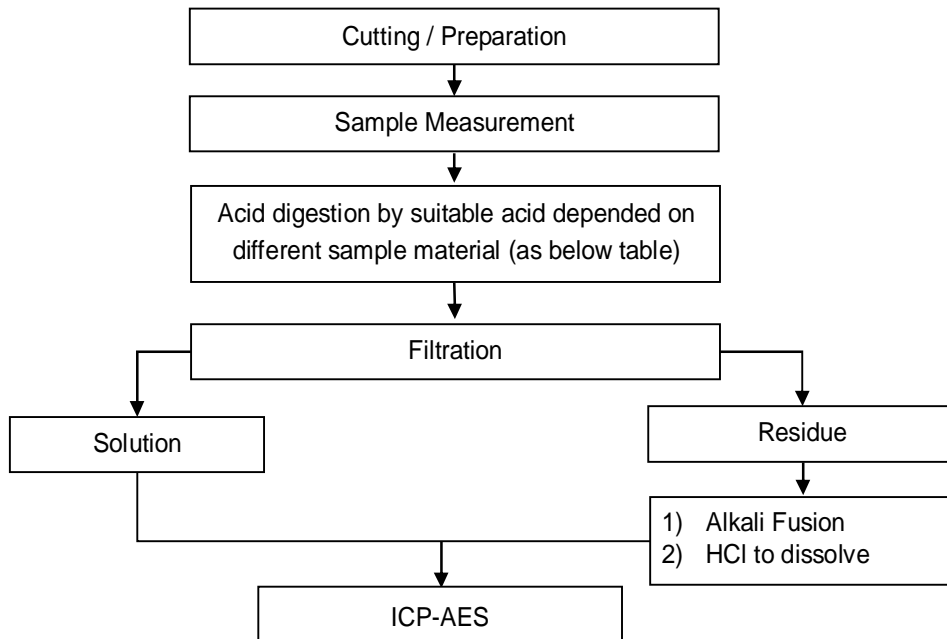 Cutting / Preparation
Sample Measurement
Acid digestion by suitable acid depended on
different sample material (as below table)
Filtration
Solution
Residue
1) Alkali Fusion
2) HCl to dissolve
ICP-AES